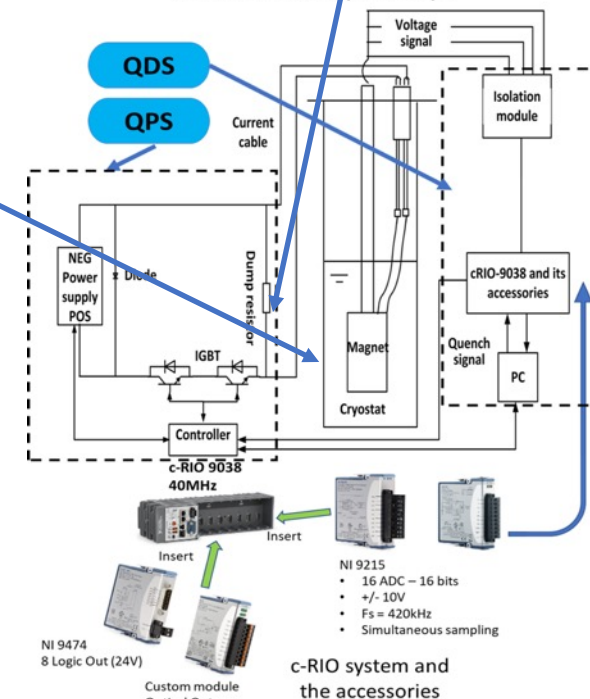 Voltage
signal
QDS
QPS
Isolation
module
Current
cable
NEG
Power
supply
POS
Diode
Dump resistor
IGBT
cRIO-9038 and its
accessories
Magnet
Quench
signal
PC
Cryostat
Controller
c-RIO 9038
40MHz
Insert
Insert
NI 9215
• 16 ADC – 16 bits
• +/- 10V
• Fs = 420kHz
• Simultaneous sampling
NI 9474
8 Logic Out (24V)
Custom module
c-RIO system and
the accessories